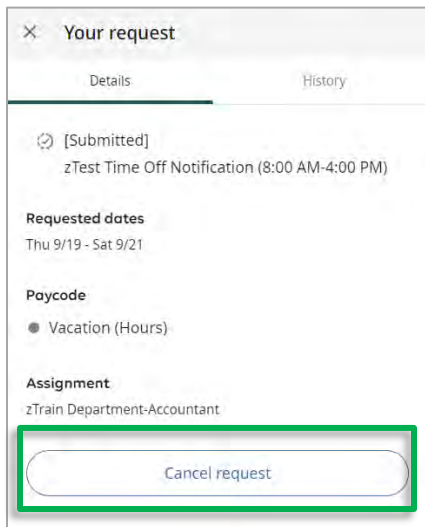 Your request
Details
History
[Submitted]
zTest Time Off Notification (8:00 AM-4:00 PM)
Requested dates
Thu 9/19 - Sat 9/21
Paycode
Vacation (Hours)
Assignment
zTrain Department-Accountant
Cancel request